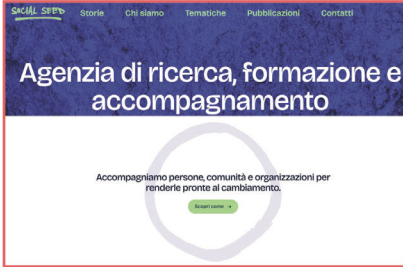 SOCIAL SEED
Storie
Chi siamo
Tematiche
Pubblicazioni
Contatti
Agenzia di ricerca, formazione e
accompagnamento
Accompagniamo persone, comunità e organizzazioni per
renderle pronte al cambiamento.
Scopri come →